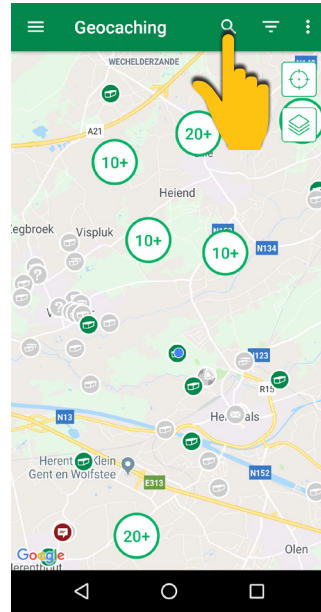 Geocaching
WECHELDERZANDE
A21
20+
10+
Heiend
egbroek
Vispluk
10+
10+
N134
N123
R15
N13
Herent
Klein
Gent en Wolfstee
E313
N152
20+
Google
Olen